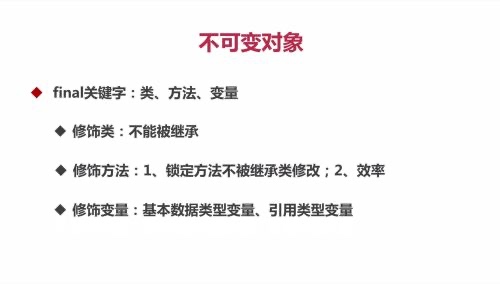 不可变对象
final关键字：类、方法、变量
修饰类：不能被继承
修饰方法：1、锁定方法不被继承类修改；2、效率
修饰变量：基本数据类型变量、引用类型变量